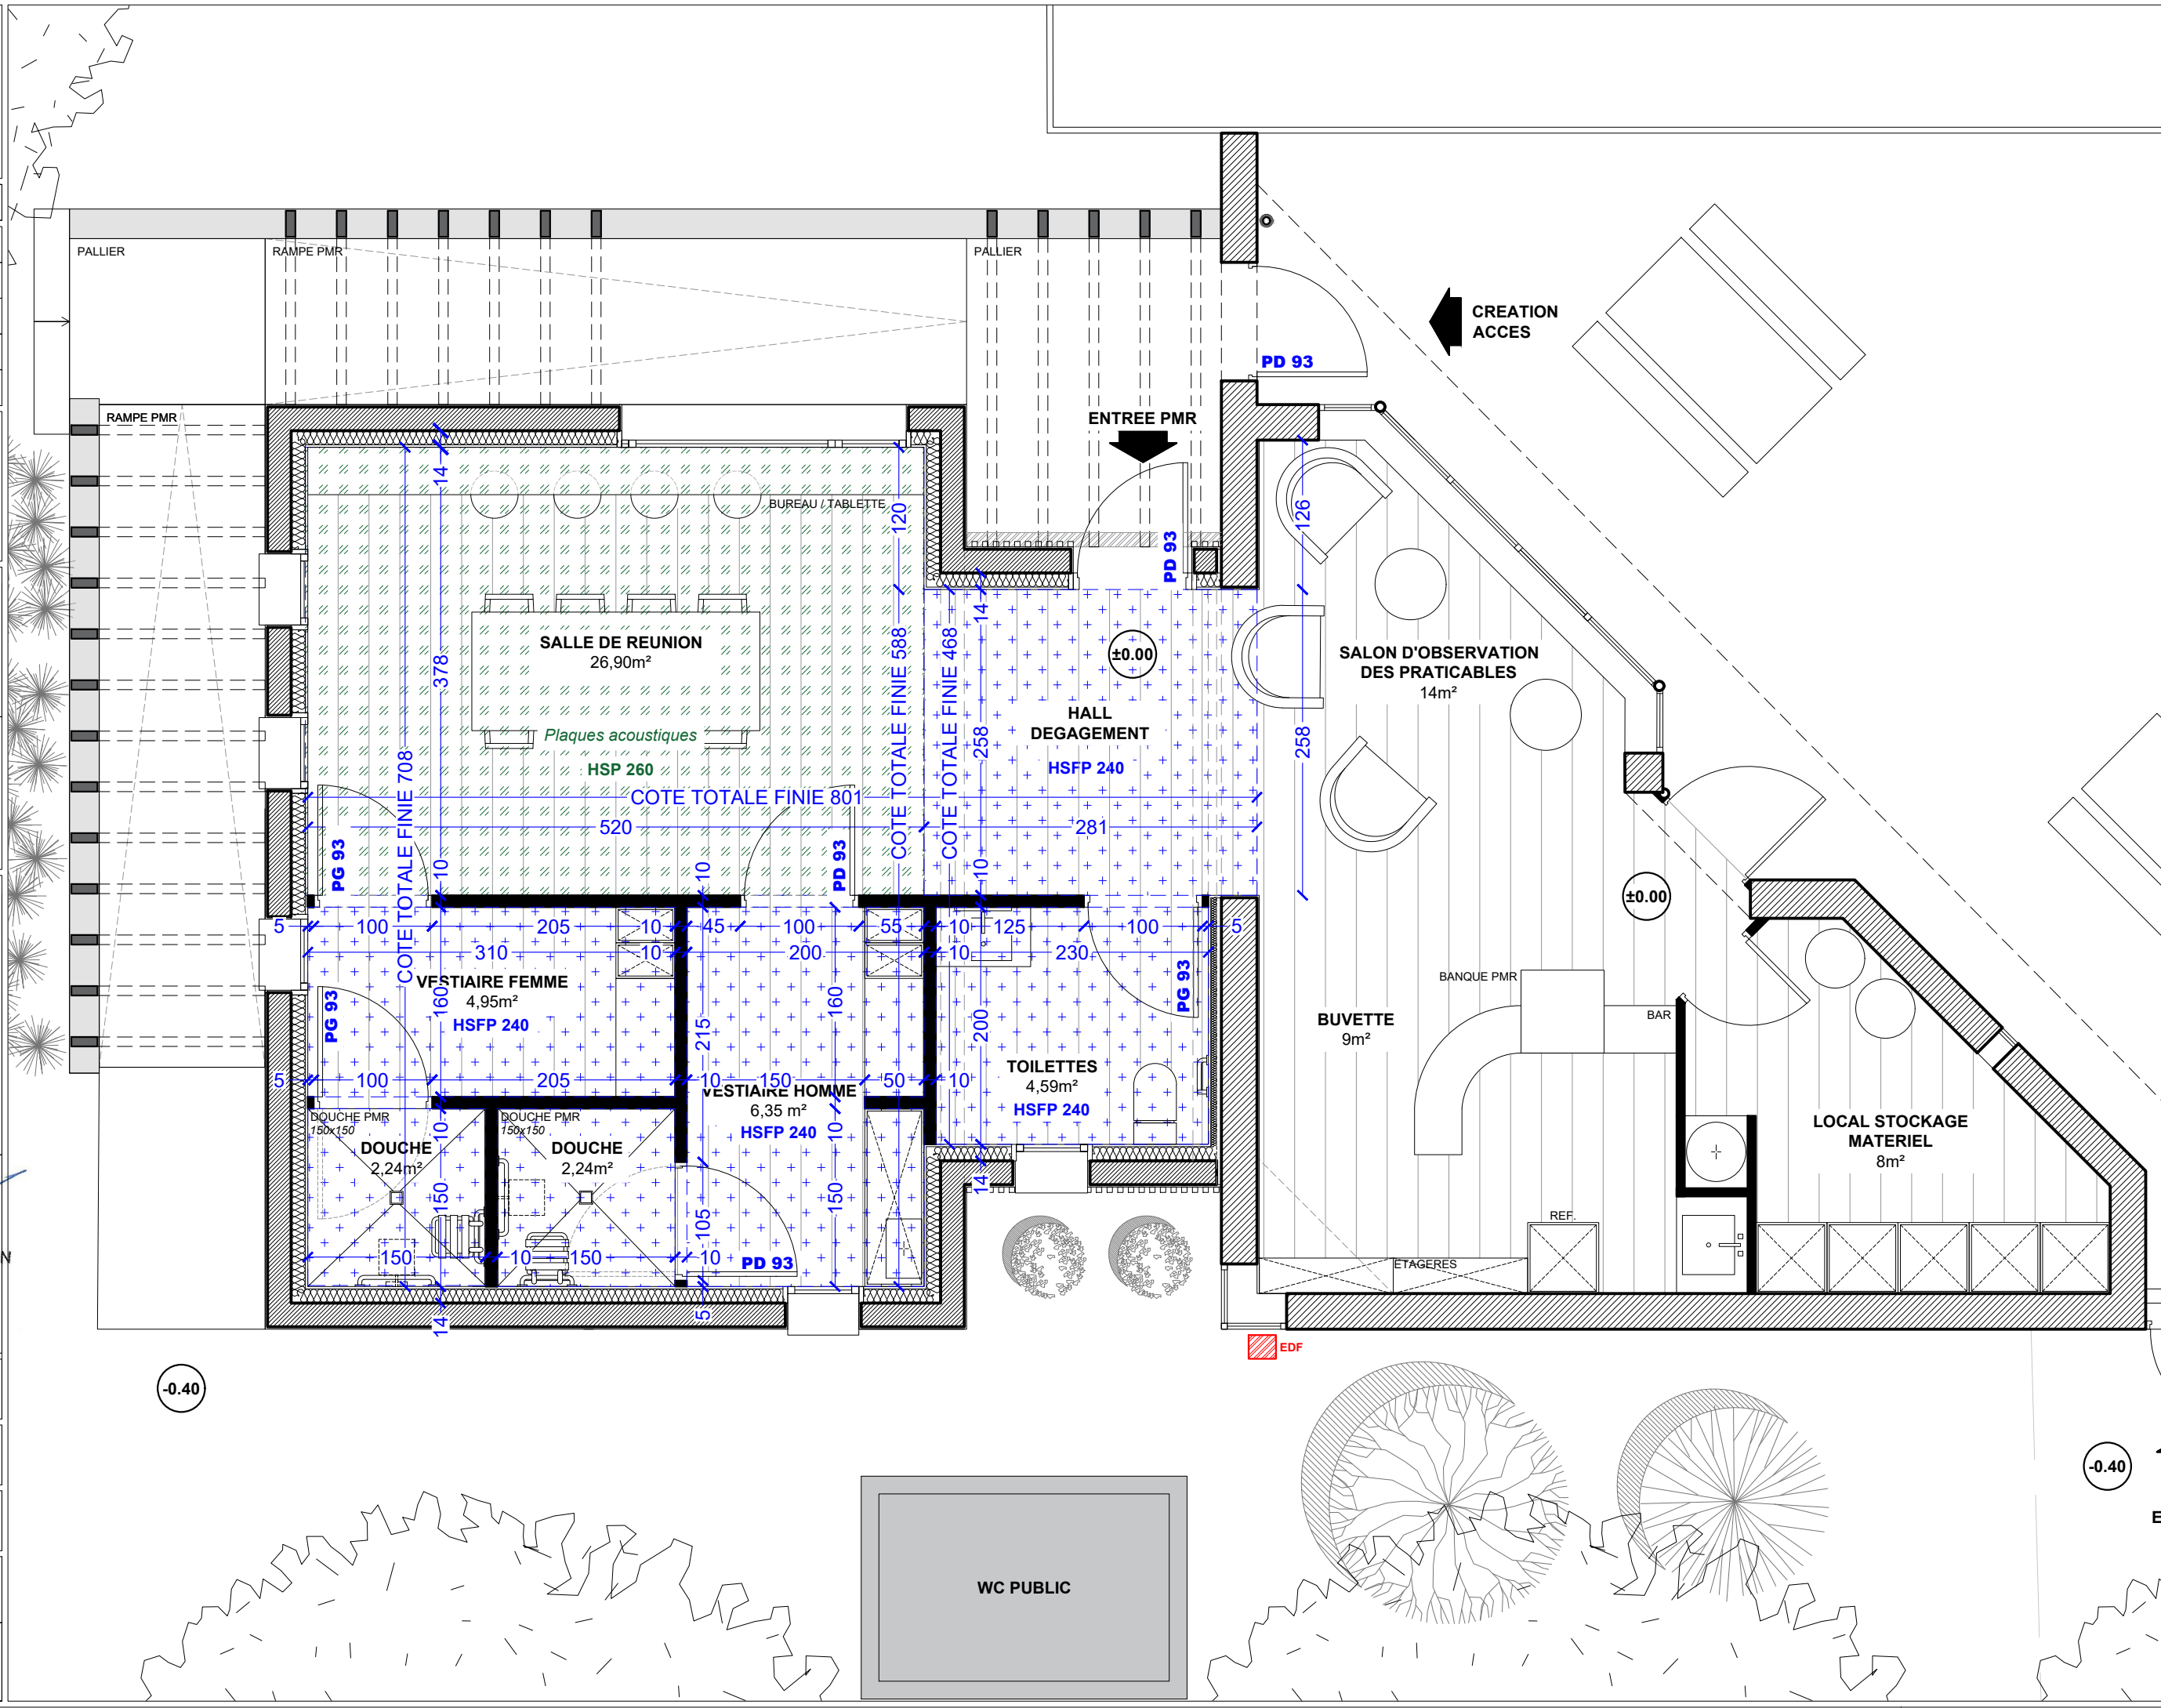 PALLIER
RAMPE PMR
PALLIER
CREATION
ACCES
PD 93
RAMPE PMR
ENTREE PMR
14
BUREAU / TABLETTE
120
126
PD 93
SALLE DE REUNION
26,90m²
378
COTE TOTALE FINIE 588
COTE TOTALE FINIE 468
14
±0.00
SALON D'OBSERVATION
DES PRATICABLES
14m²
HALL
DEGAGEMENT
HSFP 240
258
258
Plaques acoustiques
HSP 260
COTE TOTALE FINIE 708
COTE TOTALE FINIE 801
520
281
PG 93
10
10
PD 93
10
±0.00
5
100
205
10
45
100
55
10
125
100
5
310
10
200
10
230
VESTIAIRE FEMME
4,95m²
HSFP 240
160
PG 93
215
160
200
PG 93
BANQUE PMR
BAR
BUVETTE
9m²
5
100
205
10
150
50
10
VESTIAIRE HOMME
6,35 m²
HSFP 240
TOILETTES
4,59m²
HSFP 240
DOUCHE PMR
150x150
DOUCHE
2,24m²
10
DOUCHE PMR
150x150
DOUCHE
2,24m²
10
LOCAL STOCKAGE
MATERIEL
8m²
150
105
150
14
REF.
150
10
150
10
PD 93
ETAGERES
14
5
EDF
-0.40
-0.40
WC PUBLIC
N
E